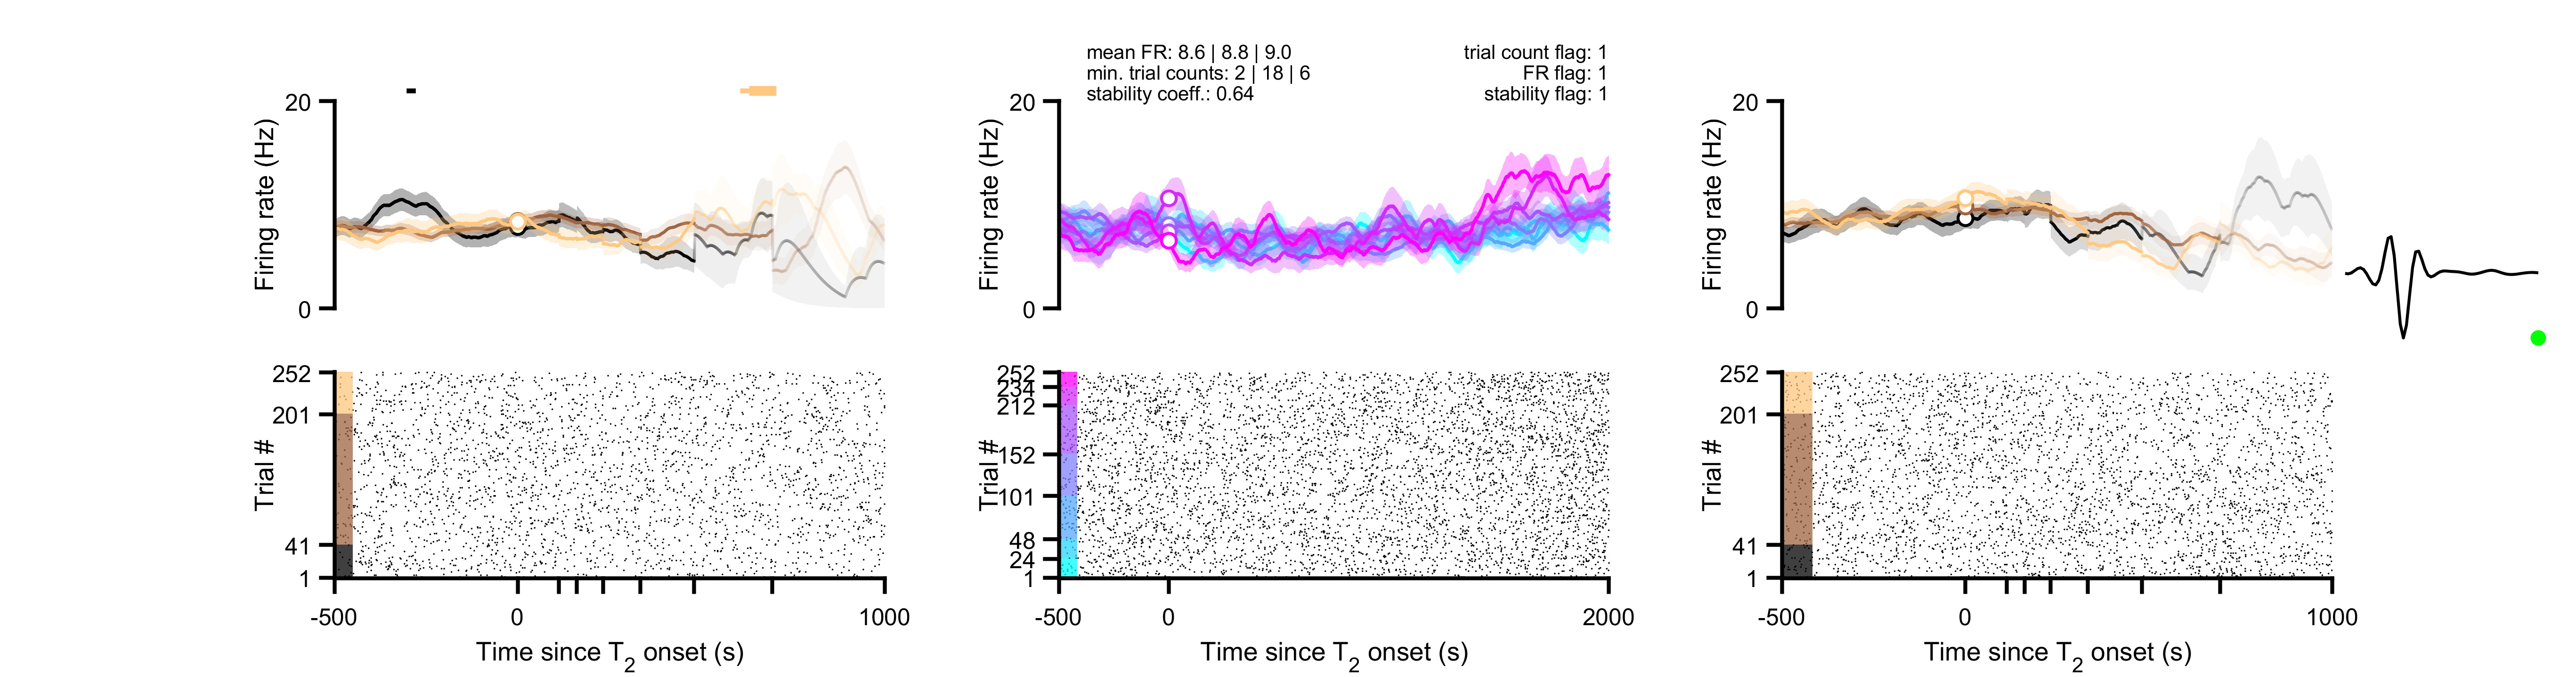 mean FR: 8.6 | 8.8 | 9.0
min. trial counts: 2 | 18 | 6
stability coeff.: 0.64
trial count flag: 1
FR flag: 1
stability flag: 1
20
0
Firing rate (Hz)
20
0
Firing rate (Hz)
20
0
Firing rate (Hz)
252
201
41
1
Trial #
-500
0
1000
Time since T2 onset (s)
252
234
212
152
101
48
24
1
Trial #
-500
0
2000
Time since T2 onset (s)
252
201
41
1
Trial #
-500
0
1000
Time since T2 onset (s)